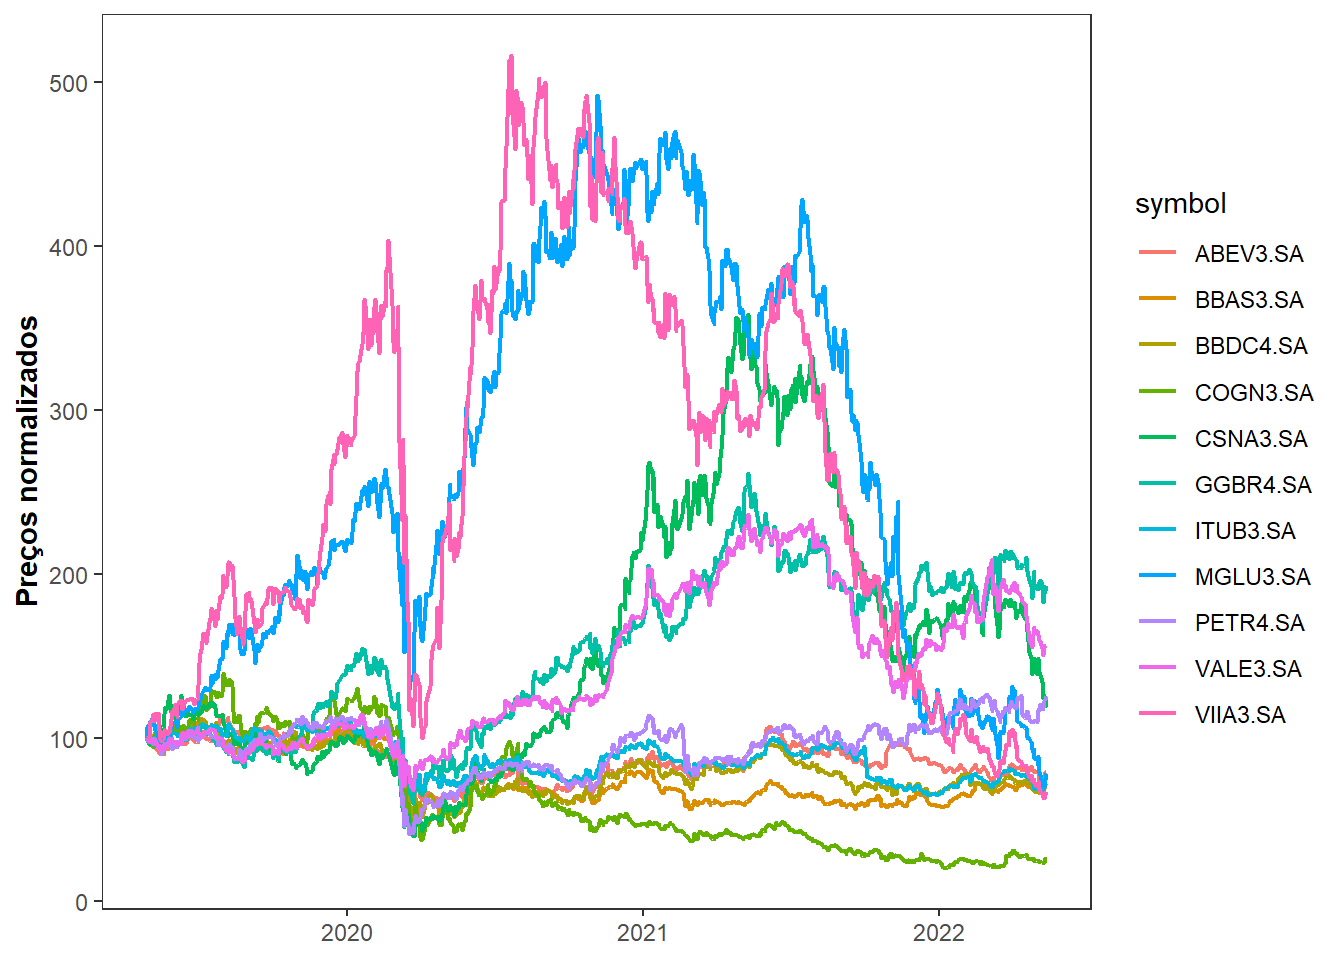 Preços normalizados
500
400
300
200
100
0
2020
2021
2022
symbol
ABEV3.SA
BBAS3.SA
BBDC4.SA
COGN3.SA
CSNA3.SA
GGBR4.SA
ITUB3.SA
MGLU3.SA
PETR4.SA
VALE3.SA
VIIA3.SA